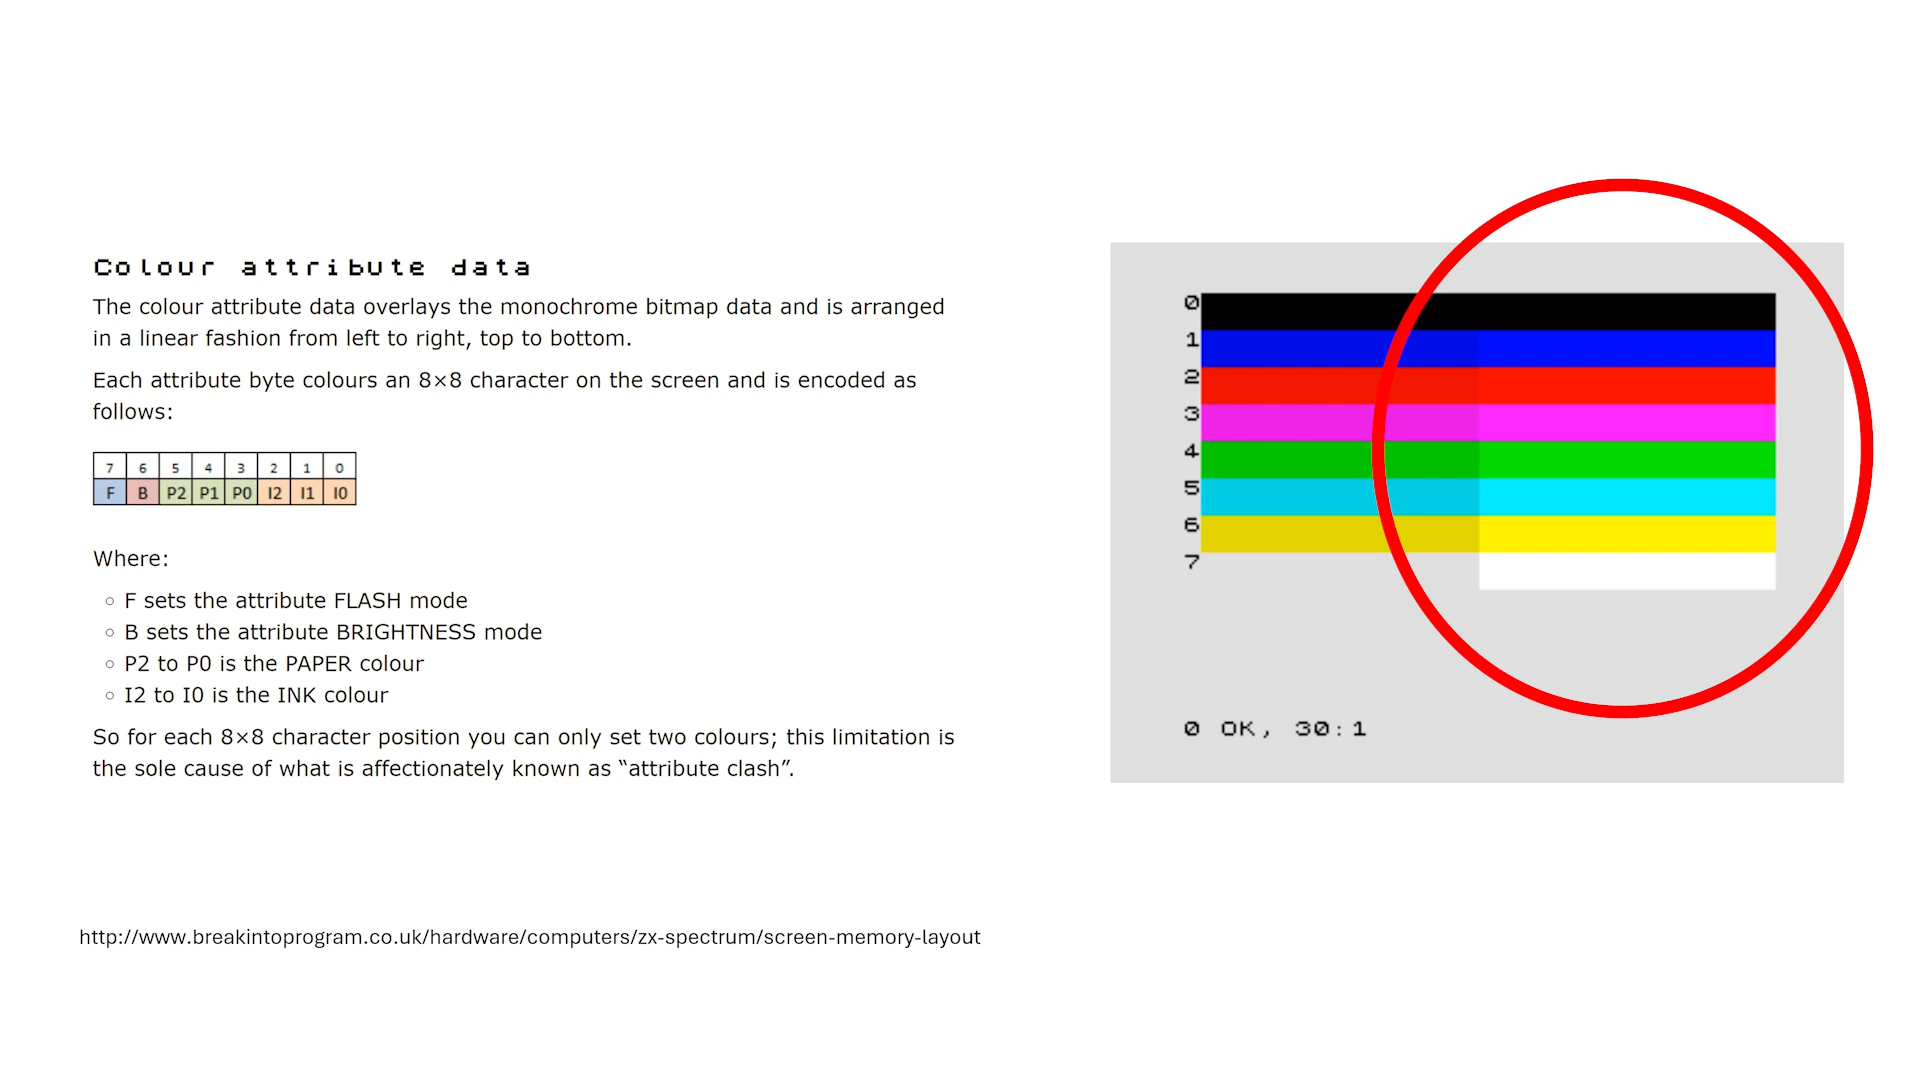 Colour attribute data
The colour attribute data overlays the monochrome bitmap data and is arranged
in a linear fashion from left to right, top to bottom.
Each attribute byte colours an 8×8 character on the screen and is encoded as
follows:
7 6 5 4 3 2 1 0
F B P2 P1 P0 I2 I1 I0
Where:
○ F sets the attribute FLASH mode
○ B sets the attribute BRIGHTNESS mode
○ P2 to P0 is the PAPER colour
○ I2 to I0 is the INK colour
So for each 8×8 character position you can only set two colours; this limitation is
the sole cause of what is affectionately known as “attribute clash”.
http://www.breakintoprogram.co.uk/hardware/computers/zx-spectrum/screen-memory-layout
0
1
2
3
4
5
6
7
0 OK, 30:1